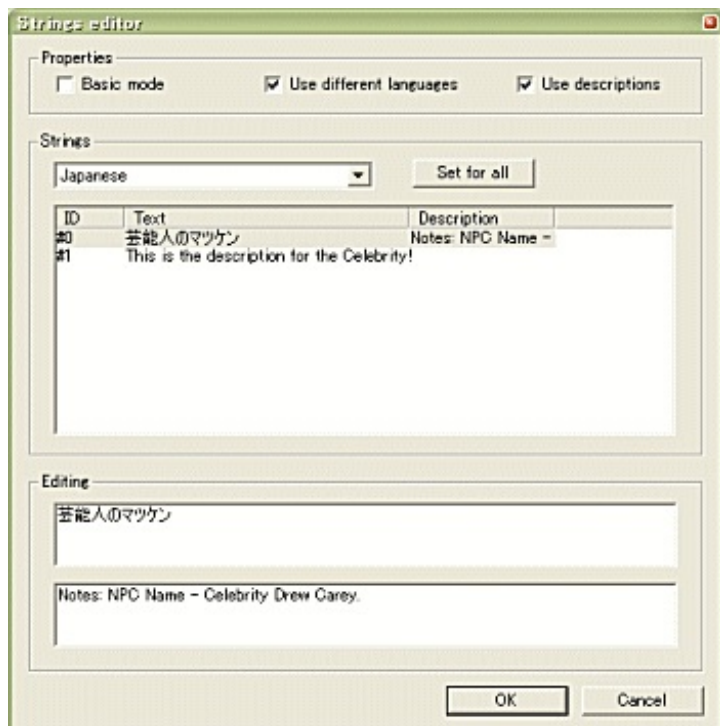 Strings editor
Properties
Basic mode Use different languages Use descriptions
Strings
Japanese Set for all
ID Text Description
#0 芸能人のマツケン Notes: NPC Name -
#1 This is the description for the Celebrity!
Editing
芸能人のマツケン
Notes: NPC Name - Celebrity Drew Carey.
OK Cancel